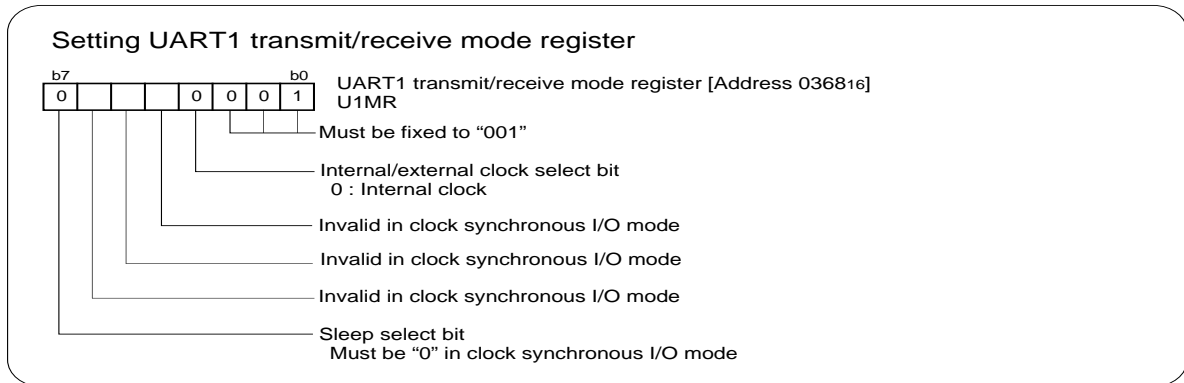 Setting UART1 transmit/receive mode register
b7 b0
0 0 0 0 1
UART1 transmit/receive mode register [Address 036816]
U1MR
Must be fixed to “001”
Internal/external clock select bit
0 : Internal clock
Invalid in clock synchronous I/O mode
Invalid in clock synchronous I/O mode
Invalid in clock synchronous I/O mode
Sleep select bit
Must be “0” in clock synchronous I/O mode